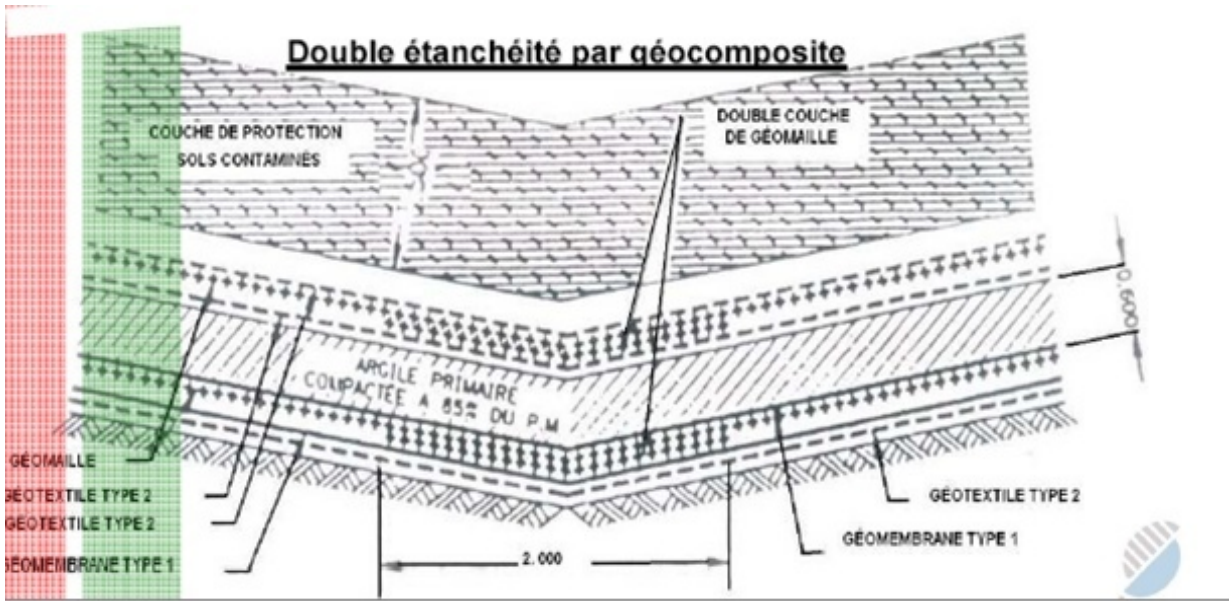 Double étanchéité par géocomposite
COUCHE DE PROTECTION
SOLS CONTAMINÉS
DOUBLE COUCHE
DE GÉOMAILLE
0.600
ARGILE PRIMAIRE
COMPACTÉE A 85% DU P.M
GÉOMAILLE
GÉOTEXTILE TYPE 2
GÉOTEXTILE TYPE 2
GÉOMEMBRANE TYPE 1
GÉOTEXTILE TYPE 2
GÉOMEMBRANE TYPE 1
2.000